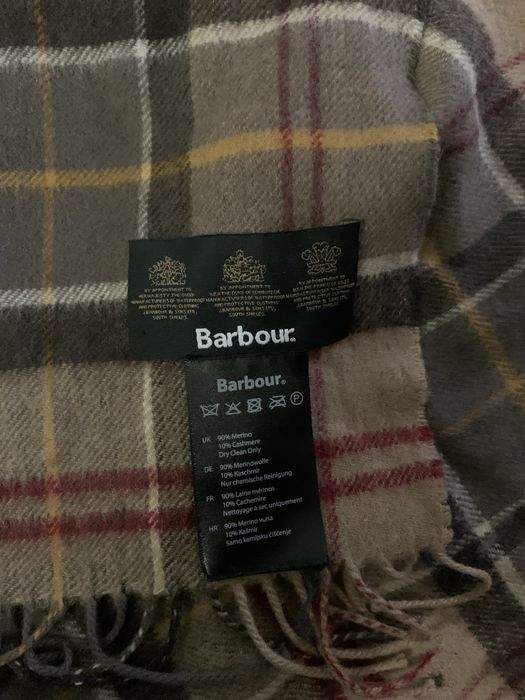 BY APPOINTMENT TO
HER MAJESTY THE QUEEN
MANUFACTURERS OF WATERPROOF
AND PROTECTIVE CLOTHING
J.BARBOUR & SONS LTD,
SOUTH SHIELDS.
BY APPOINTMENT TO
H.R.H THE DUKE OF EDINBURGH
MANUFACTURERS OF WATERPROOF
AND PROTECTIVE CLOTHING
J.BARBOUR & SONS LTD,
SOUTH SHIELDS.
BY APPOINTMENT TO
H.R.H. THE PRINCE OF WALES
MANUFACTURERS OF WATERPROOF
AND PROTECTIVE CLOTHING
J.BARBOUR & SONS LTD,
SOUTH SHIELDS.
Barbour®
Barbour®
P
UK 90% Merino
10% Cashmere
Dry Clean Only
DE 90% Merinowolle
10% Kaschmir
Nur chemische Reinigung
FR 90% Laine mérinos
10% Cachemire
Nettoyage à sec uniquement
HR 90% Merino vuna
10% Kašmir
Samo kemijsko čišćenje